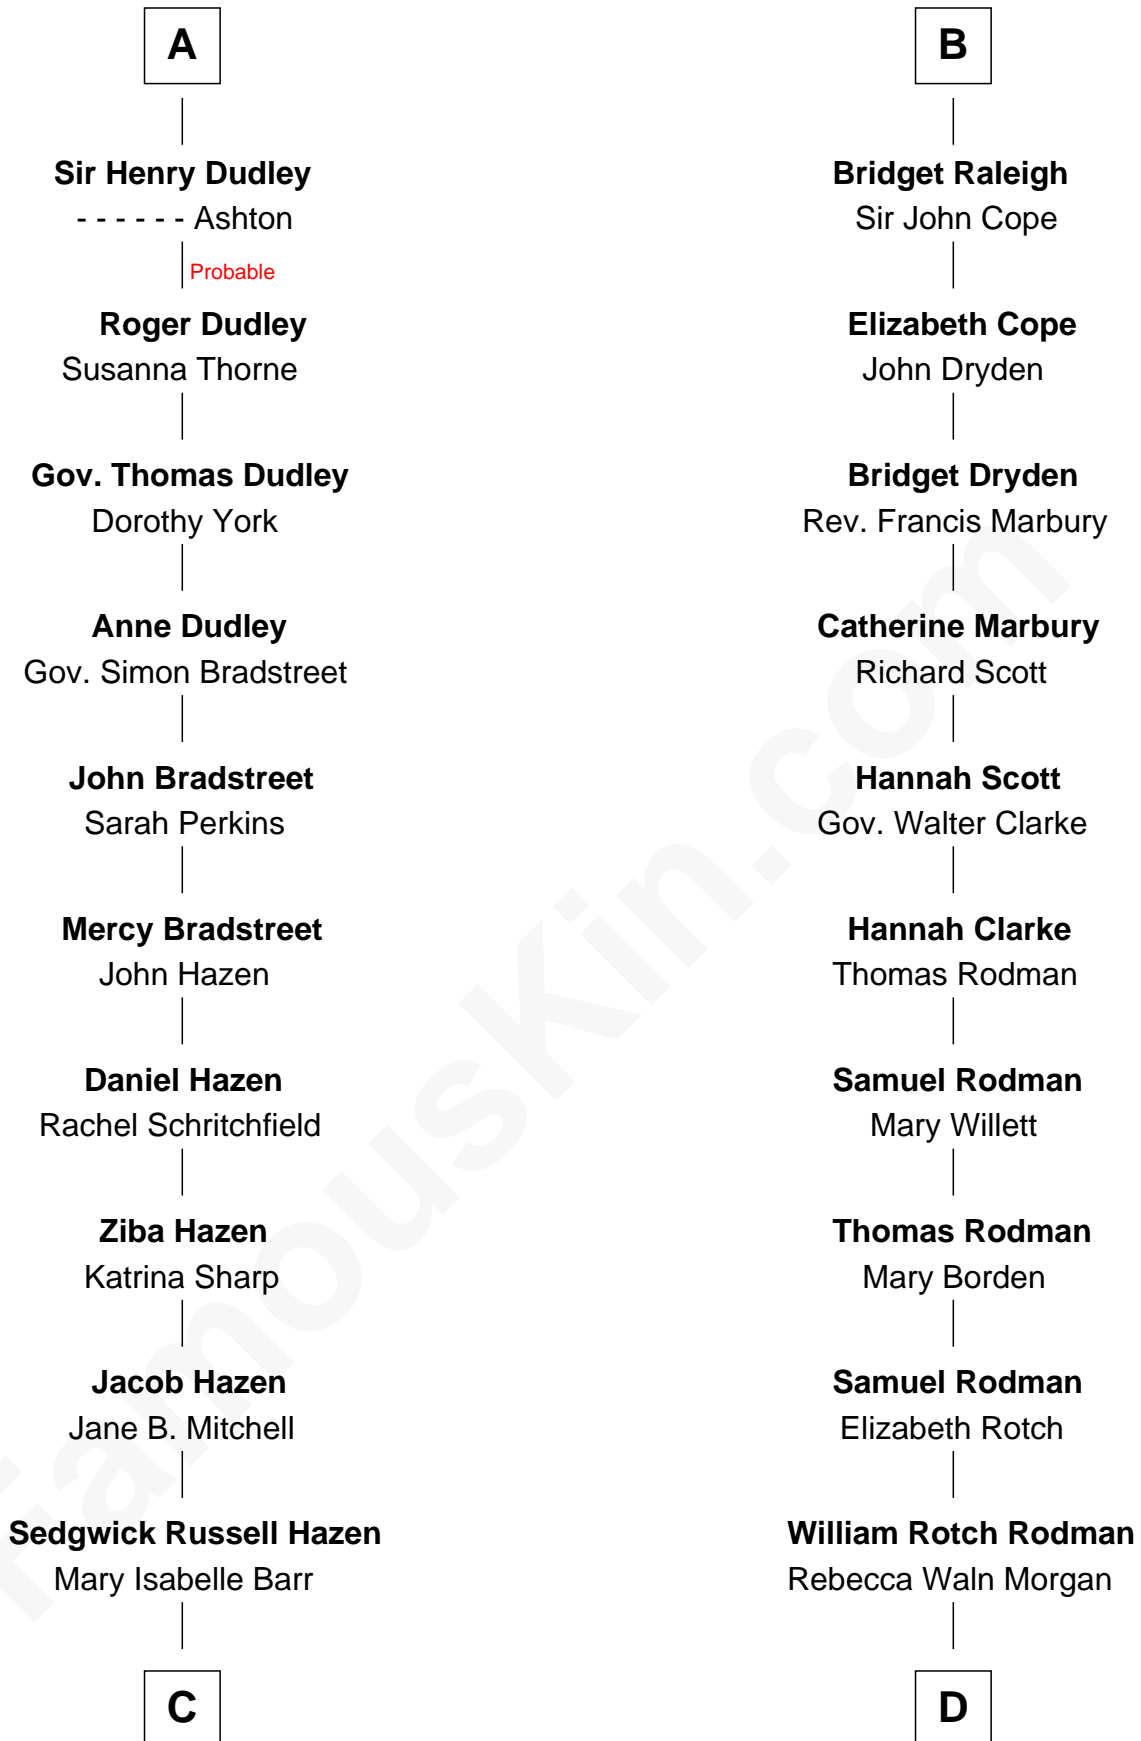 A
Sir Henry Dudley
- - - - - - Ashton
Probable
Roger Dudley
Susanna Thorne
Gov. Thomas Dudley
Dorothy York
Anne Dudley
Gov. Simon Bradstreet
John Bradstreet
Sarah Perkins
Mercy Bradstreet
John Hazen
Daniel Hazen
Rachel Schritchfield
Ziba Hazen
Katrina Sharp
Jacob Hazen
Jane B. Mitchell
Sedgwick Russell Hazen
Mary Isabelle Barr
C
B
Bridget Raleigh
Sir John Cope
Elizabeth Cope
John Dryden
Bridget Dryden
Rev. Francis Marbury
Catherine Marbury
Richard Scott
Hannah Scott
Gov. Walter Clarke
Hannah Clarke
Thomas Rodman
Samuel Rodman
Mary Willett
Thomas Rodman
Mary Borden
Samuel Rodman
Elizabeth Rotch
William Rotch Rodman
Rebecca Waln Morgan
D
FamousKin.com